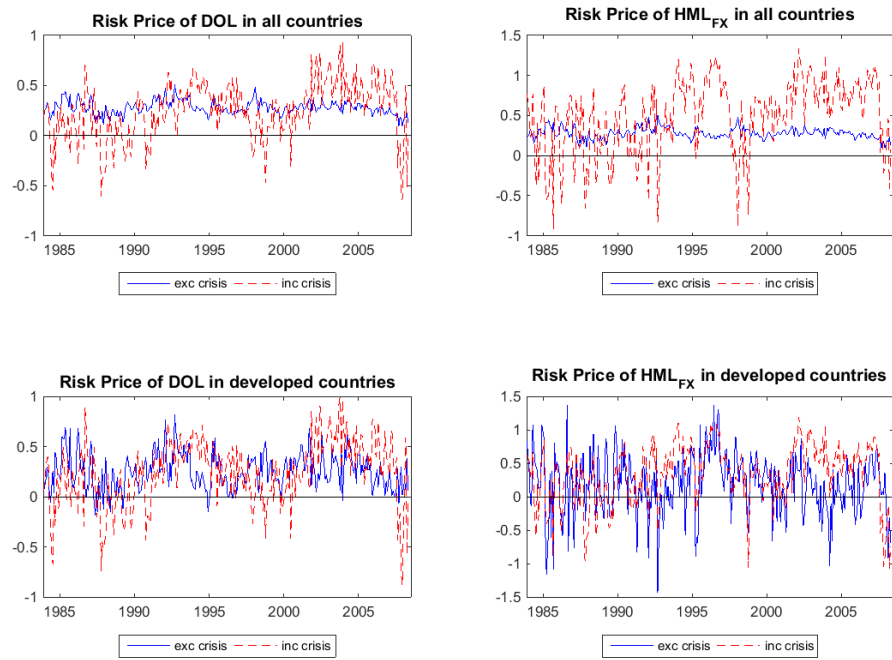 Risk Price of DOL in all countries
1
0.5
0
0.5
-1
1985 1990 1995 2000 2005
exc crisis inc crisis
Risk Price of HML_FX in all countries
1.5
1
0.5
0
0.5
-1
1985 1990 1995 2000 2005
exc crisis inc crisis
Risk Price of DOL in developed countries
1
0.5
0
-0.5
-1
1985 1990 1995 2000 2005
exc crisis inc crisis
Risk Price of HML_FX in developed countries
1.5
1
0.5
0
-0.5
-1
-1.5
1985 1990 1995 2000 2005
exc crisis inc crisis